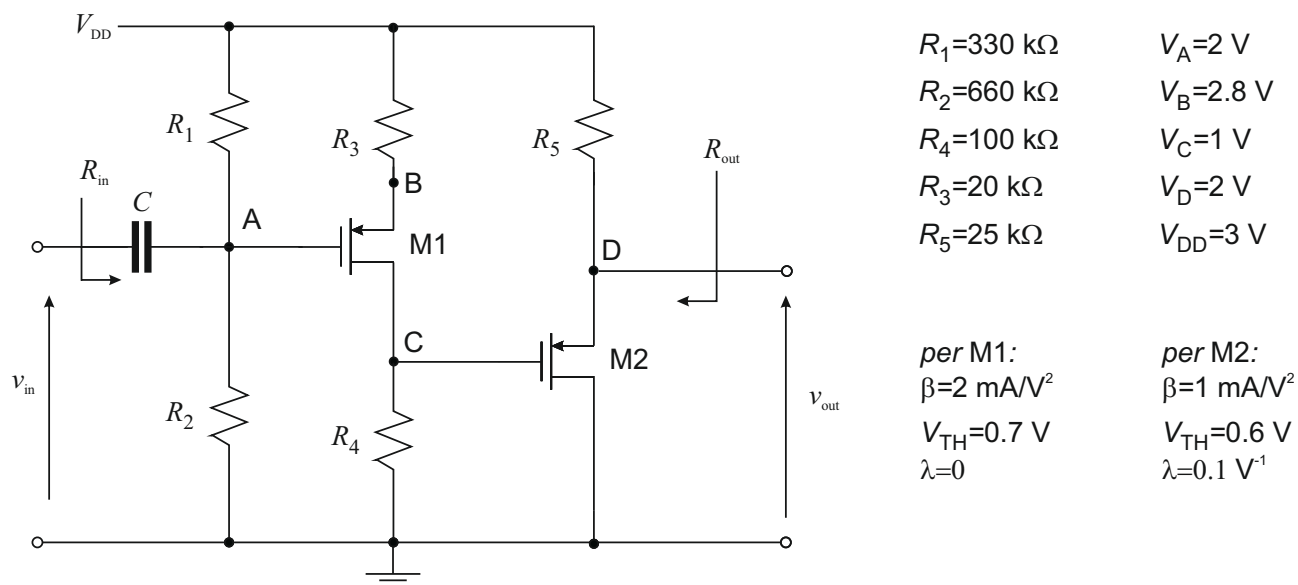 V_DD
R_1
R_3
R_5
R_in
C
A
B
M1
R_out
D
C
M2
v_in
R_2
R_4
v_out
R_1=330 kΩ V_A=2 V
R_2=660 kΩ V_B=2.8 V
R_4=100 kΩ V_C=1 V
R_3=20 kΩ V_D=2 V
R_5=25 kΩ V_DD=3 V
per M1: per M2:
β=2 mA/V² β=1 mA/V²
V_TH=0.7 V V_TH=0.6 V
λ=0 λ=0.1 V⁻¹